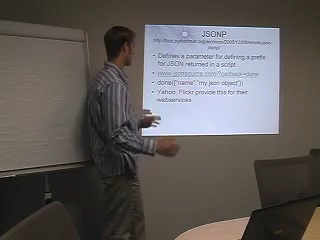 JSONP
http://bob.pythonmac.org/archives/2005/12/05/remote-json-
jsonp/
• Defines a parameter for defining a prefix
for JSON returned in a script
• www.jsonsource.com/?callback=done
• done({"name","my json object"})
• Yahoo, Flickr provide this for their
webservices